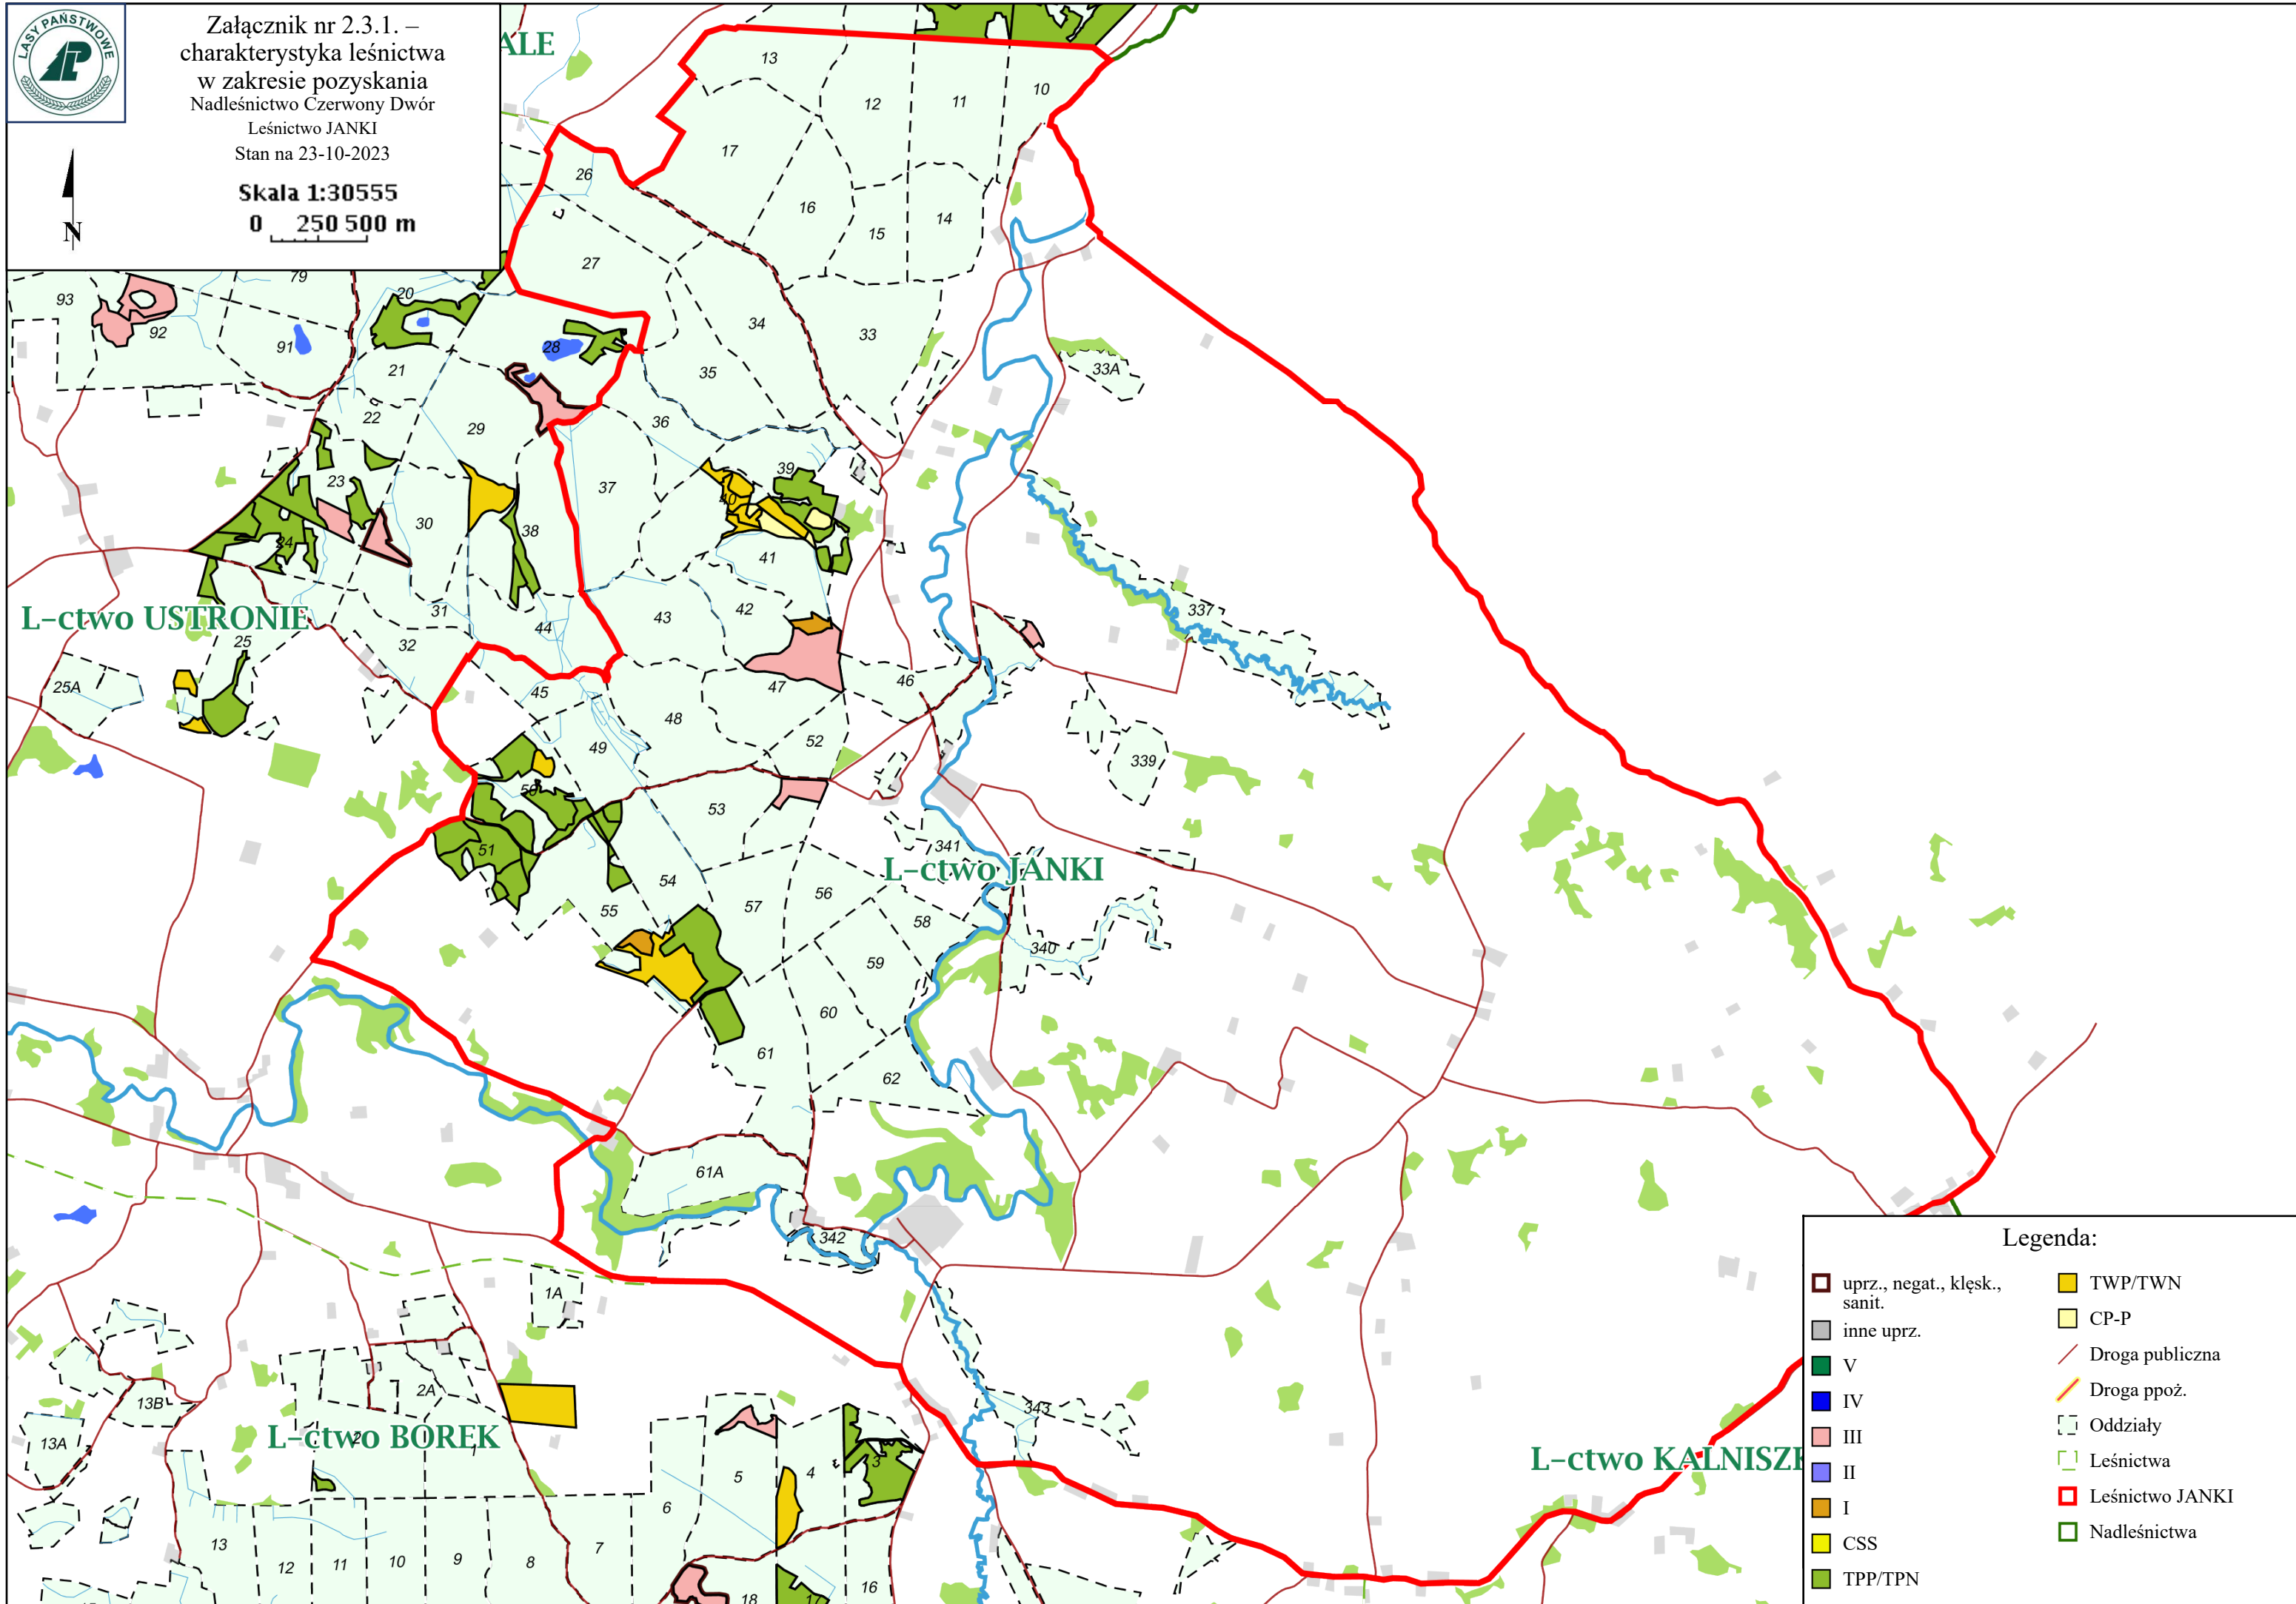 LASY PAŃSTWOWE
Załącznik nr 2.3.1. –
charakterystyka leśnictwa
w zakresie pozyskania
Nadleśnictwo Czerwony Dwór
Leśnictwo JANKI
Stan na 23-10-2023
Skala 1:30555
0 250 500 m
N
ALE
13
12
11
10
17
26
16
15
14
27
79
93
20
92
91
28
34
33
35
33A
21
22
29
36
39
23
37
40
30
38
24
41
337
31
43
42
44
L-ctwo USTRONIE
25
32
25A
45
47
46
48
49
52
339
50
53
51
341
L-ctwo JANKI
54
57
56
55
58
340
59
60
61
62
61A
342
1A
2A
13B
343
13A
L-ctwo BOREK
2
1
5
4
3
L-ctwo KALNISZK
6
13
12
11
10
9
8
7
18
17
16
Legenda:
uprz., negat., klęsk.,
sanit.
inne uprz.
V
IV
III
II
I
CSS
TPP/TPN
TWP/TWN
CP-P
Droga publiczna
Droga ppoż.
Oddziały
Leśnictwa
Leśnictwo JANKI
Nadleśnictwa